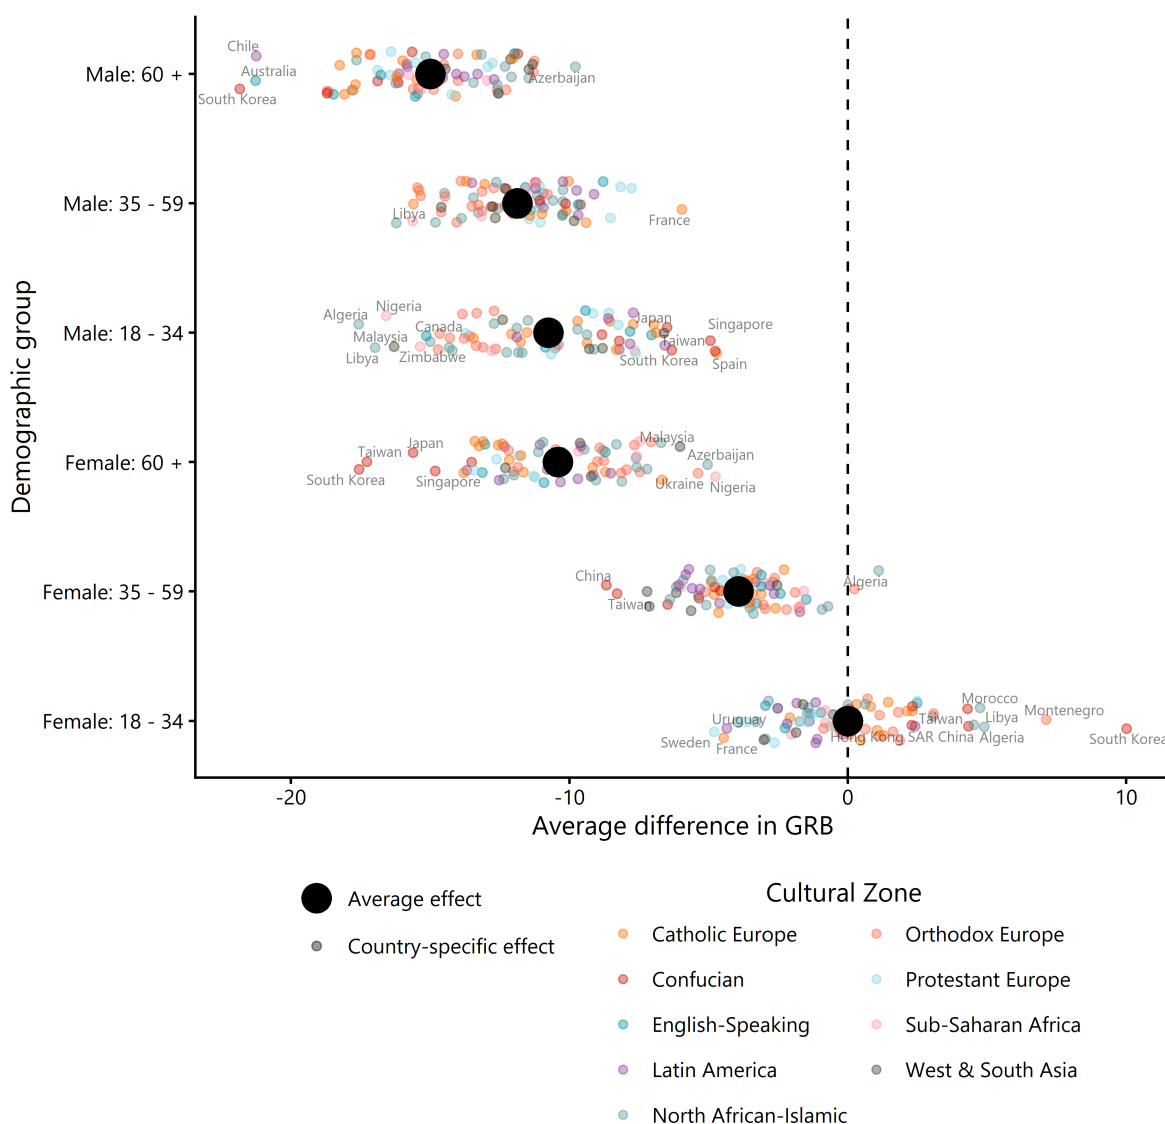 Chile
Male: 60 +
Australia
Azerbaijan
South Korea
Male: 35 - 59
Libya
France
Nigeria
Algeria
Japan
Singapore
Canada
Male: 18 - 34
Malaysia
Taiwan
Libya
Zimbabwe
South Korea
Spain
Malaysia
Japan
Taiwan
Azerbaijan
Female: 60 +
South Korea
Singapore
Ukraine
Nigeria
China
Algeria
Female: 35 - 59
Taiwan
Morocco
Montenegro
Uruguay
Taiwan
Libya
Female: 18 - 34
Hong Kong SAR China
Algeria
South Korea
Sweden
France
Demographic group
-20
-10
0
10
Average difference in GRB
Average effect
Country-specific effect
Cultural Zone
Catholic Europe
Orthodox Europe
Confucian
Protestant Europe
English-Speaking
Sub-Saharan Africa
Latin America
West & South Asia
North African-Islamic